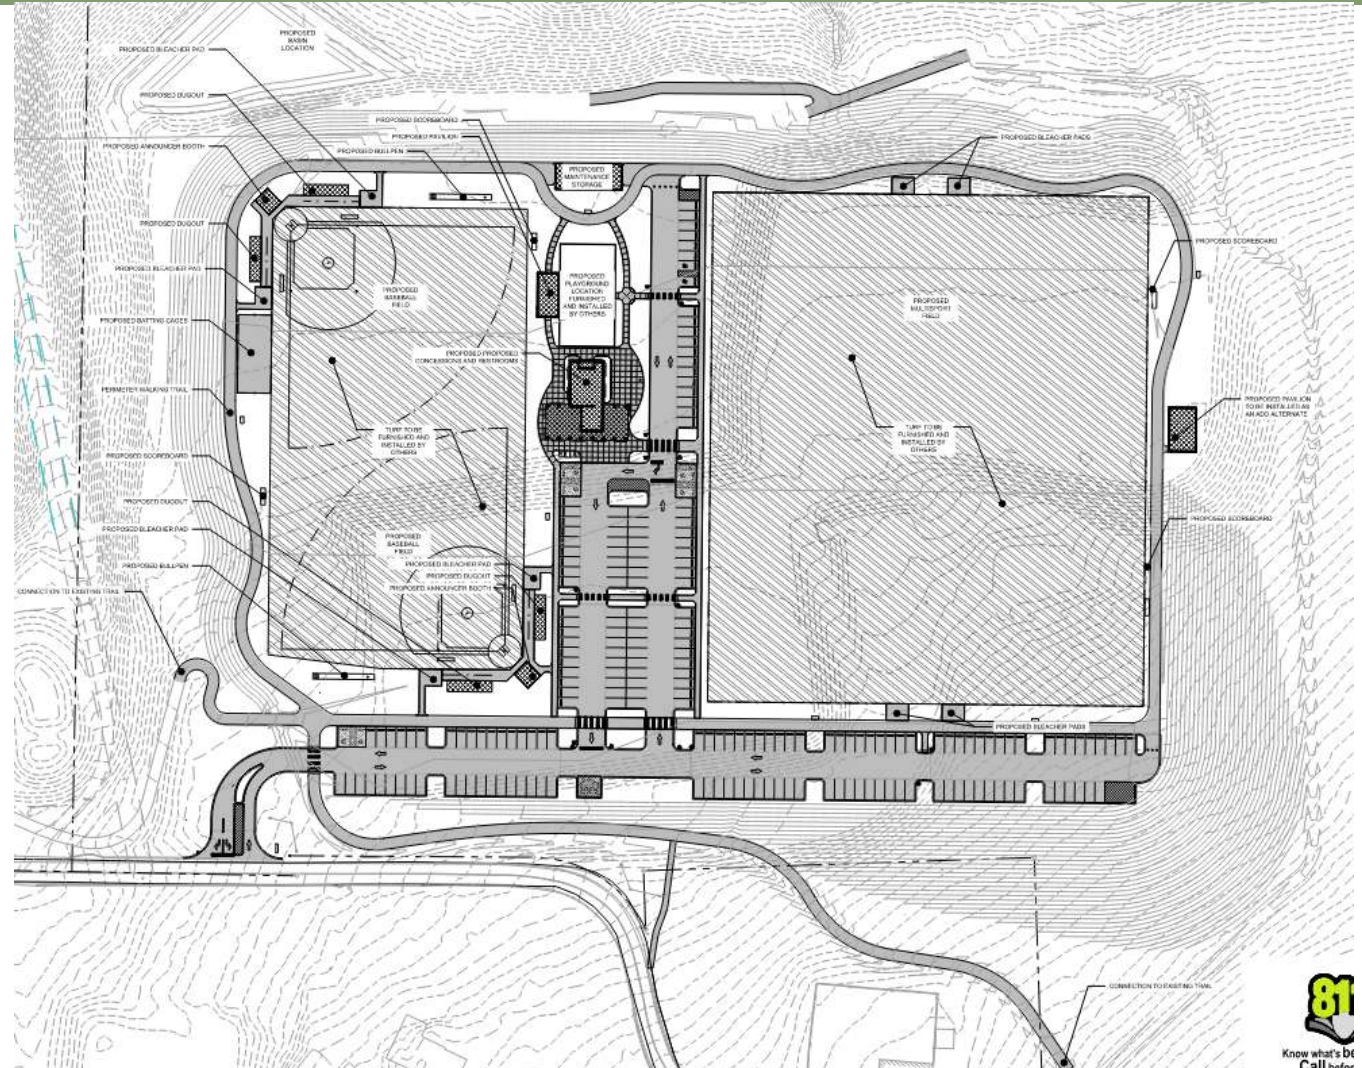 PROPOSED
BASIN
LOCATION
PROPOSED BLEACHER PAD
PROPOSED DUGOUT
PROPOSED ANNOUNCER BOOTH
PROPOSED SCOREBOARD
PROPOSED PAVILION
PROPOSED BULLPEN
PROPOSED
MAINTENANCE
STORAGE
PROPOSED BLEACHER PADS
PROPOSED DUGOUT
PROPOSED BLEACHER PAD
PROPOSED BATTING CAGES
PROPOSED
BASEBALL
FIELD
PROPOSED
PLAYGROUND
LOCATION
FURNISHED
AND INSTALLED
BY OTHERS
PROPOSED
MULTISPORT
FIELD
PROPOSED SCOREBOARD
PROPOSED PROPOSED
CONCESSIONS AND RESTROOMS
PERIMETER WALKING TRAIL
TURF TO BE
FURNISHED AND
INSTALLED BY
OTHERS
TURF TO BE
FURNISHED AND
INSTALLED BY
OTHERS
PROPOSED PAVILION
TO BE INSTALLED AS
AN ADD ALTERNATE
PROPOSED SCOREBOARD
PROPOSED DUGOUT
PROPOSED BLEACHER PAD
PROPOSED BULLPEN
CONNECTION TO EXISTING TRAIL
PROPOSED
BASEBALL
FIELD
PROPOSED BLEACHER PAD
PROPOSED DUGOUT
PROPOSED ANNOUNCER BOOTH
PROPOSED SCOREBOARD
PROPOSED BLEACHER PADS
CONNECTION TO EXISTING TRAIL
81
Know what's be
Call before